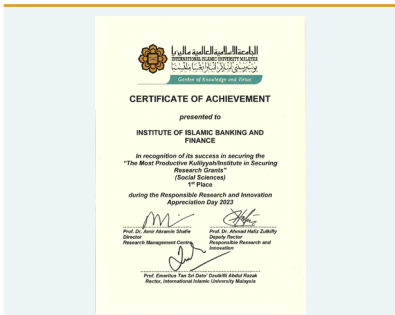 الجامعة الإسلامية العالمية ماليزيا
INTERNATIONAL ISLAMIC UNIVERSITY MALAYSIA
Garden of Knowledge and Virtue
CERTIFICATE OF ACHIEVEMENT
presented to
INSTITUTE OF ISLAMIC BANKING AND
FINANCE
In recognition of its success in securing the
"The Most Productive Kulliyyah/Institute in Securing
Research Grants"
(Social Sciences)
1st Place
during the Responsible Research and Innovation
Appreciation Day 2023
Prof. Dr. Amir Akramin Shafie
Director
Research Management Centre
Prof. Dr. Ahmad Hafiz Zulkifly
Deputy Rector
Responsible Research and
Innovation
Prof. Emeritus Tan Sri Dato' Dzulkifli Abdul Razak
Rector, International Islamic University Malaysia